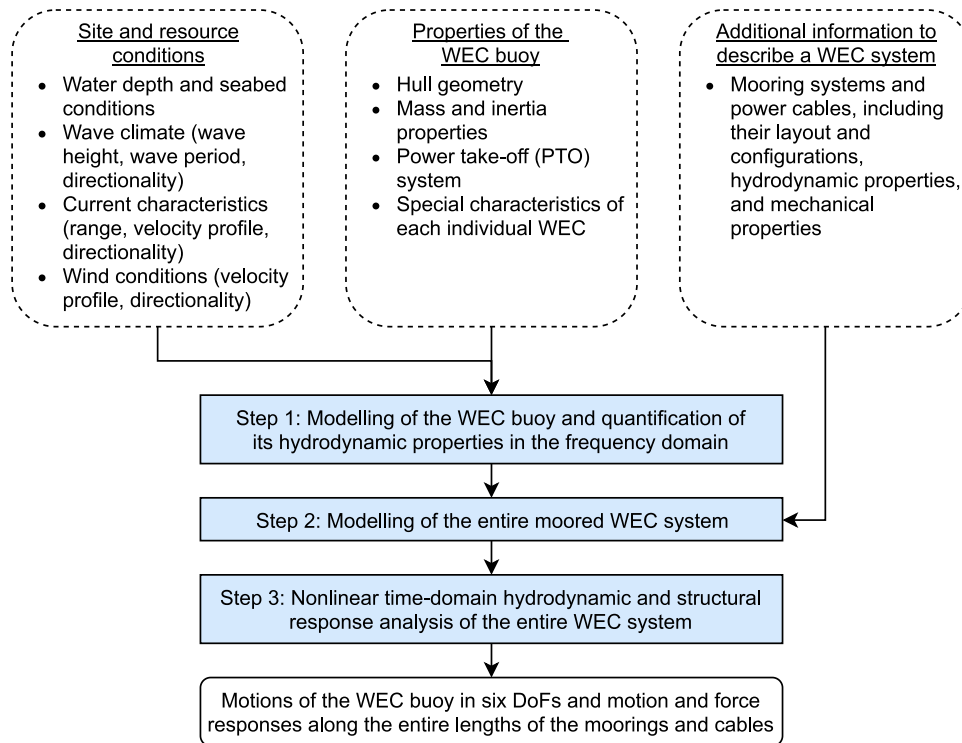 Site and resource
conditions
• Water depth and seabed
conditions
• Wave climate (wave
height, wave period,
directionality)
• Current characteristics
(range, velocity profile,
directionality)
• Wind conditions (velocity
profile, directionality)
Properties of the
WEC buoy
• Hull geometry
• Mass and inertia
properties
• Power take-off (PTO)
system
• Special characteristics of
each individual WEC
Additional information to
describe a WEC system
• Mooring systems and
power cables, including
their layout and
configurations,
hydrodynamic properties,
and mechanical
properties
Step 1: Modelling of the WEC buoy and quantification of
its hydrodynamic properties in the frequency domain
Step 2: Modelling of the entire moored WEC system
Step 3: Nonlinear time-domain hydrodynamic and structural
response analysis of the entire WEC system
Motions of the WEC buoy in six DoFs and motion and force
responses along the entire lengths of the moorings and cables